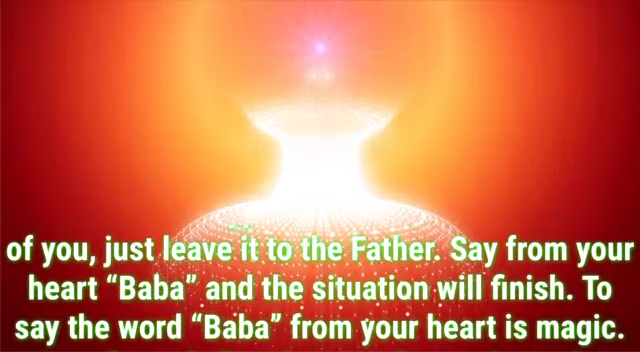 of you, just leave it to the Father. Say from your
heart “Baba” and the situation will finish. To
say the word “Baba” from your heart is magic.